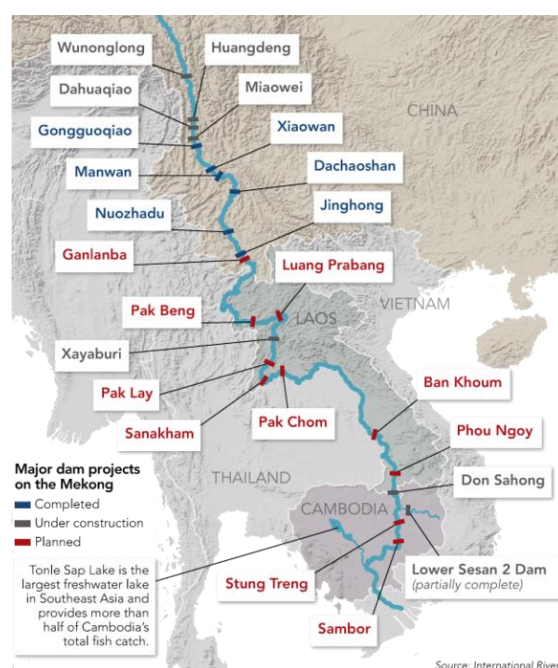 Wunonglong
Huangdeng
Dahuaqiao
Miaowei
CHINA
Gongguoqiao
Xiaowan
Manwan
Dachaoshan
Nuozhadu
Jinghong
Ganlanba
Luang Prabang
VIETNAM
Pak Beng
LAOS
Xayaburi
Pak Lay
Ban Khoum
Sanakham
Pak Chom
Phou Ngoy
Major dam projects
on the Mekong
Completed
Under construction
Planned
THAILAND
Don Sahong
CAMBODIA
Tonle Sap Lake is the
largest freshwater lake
in Southeast Asia and
provides more than
half of Cambodia's
total fish catch.
Stung Treng
Lower Sesan 2 Dam
(partially complete)
Sambor
Source: International River